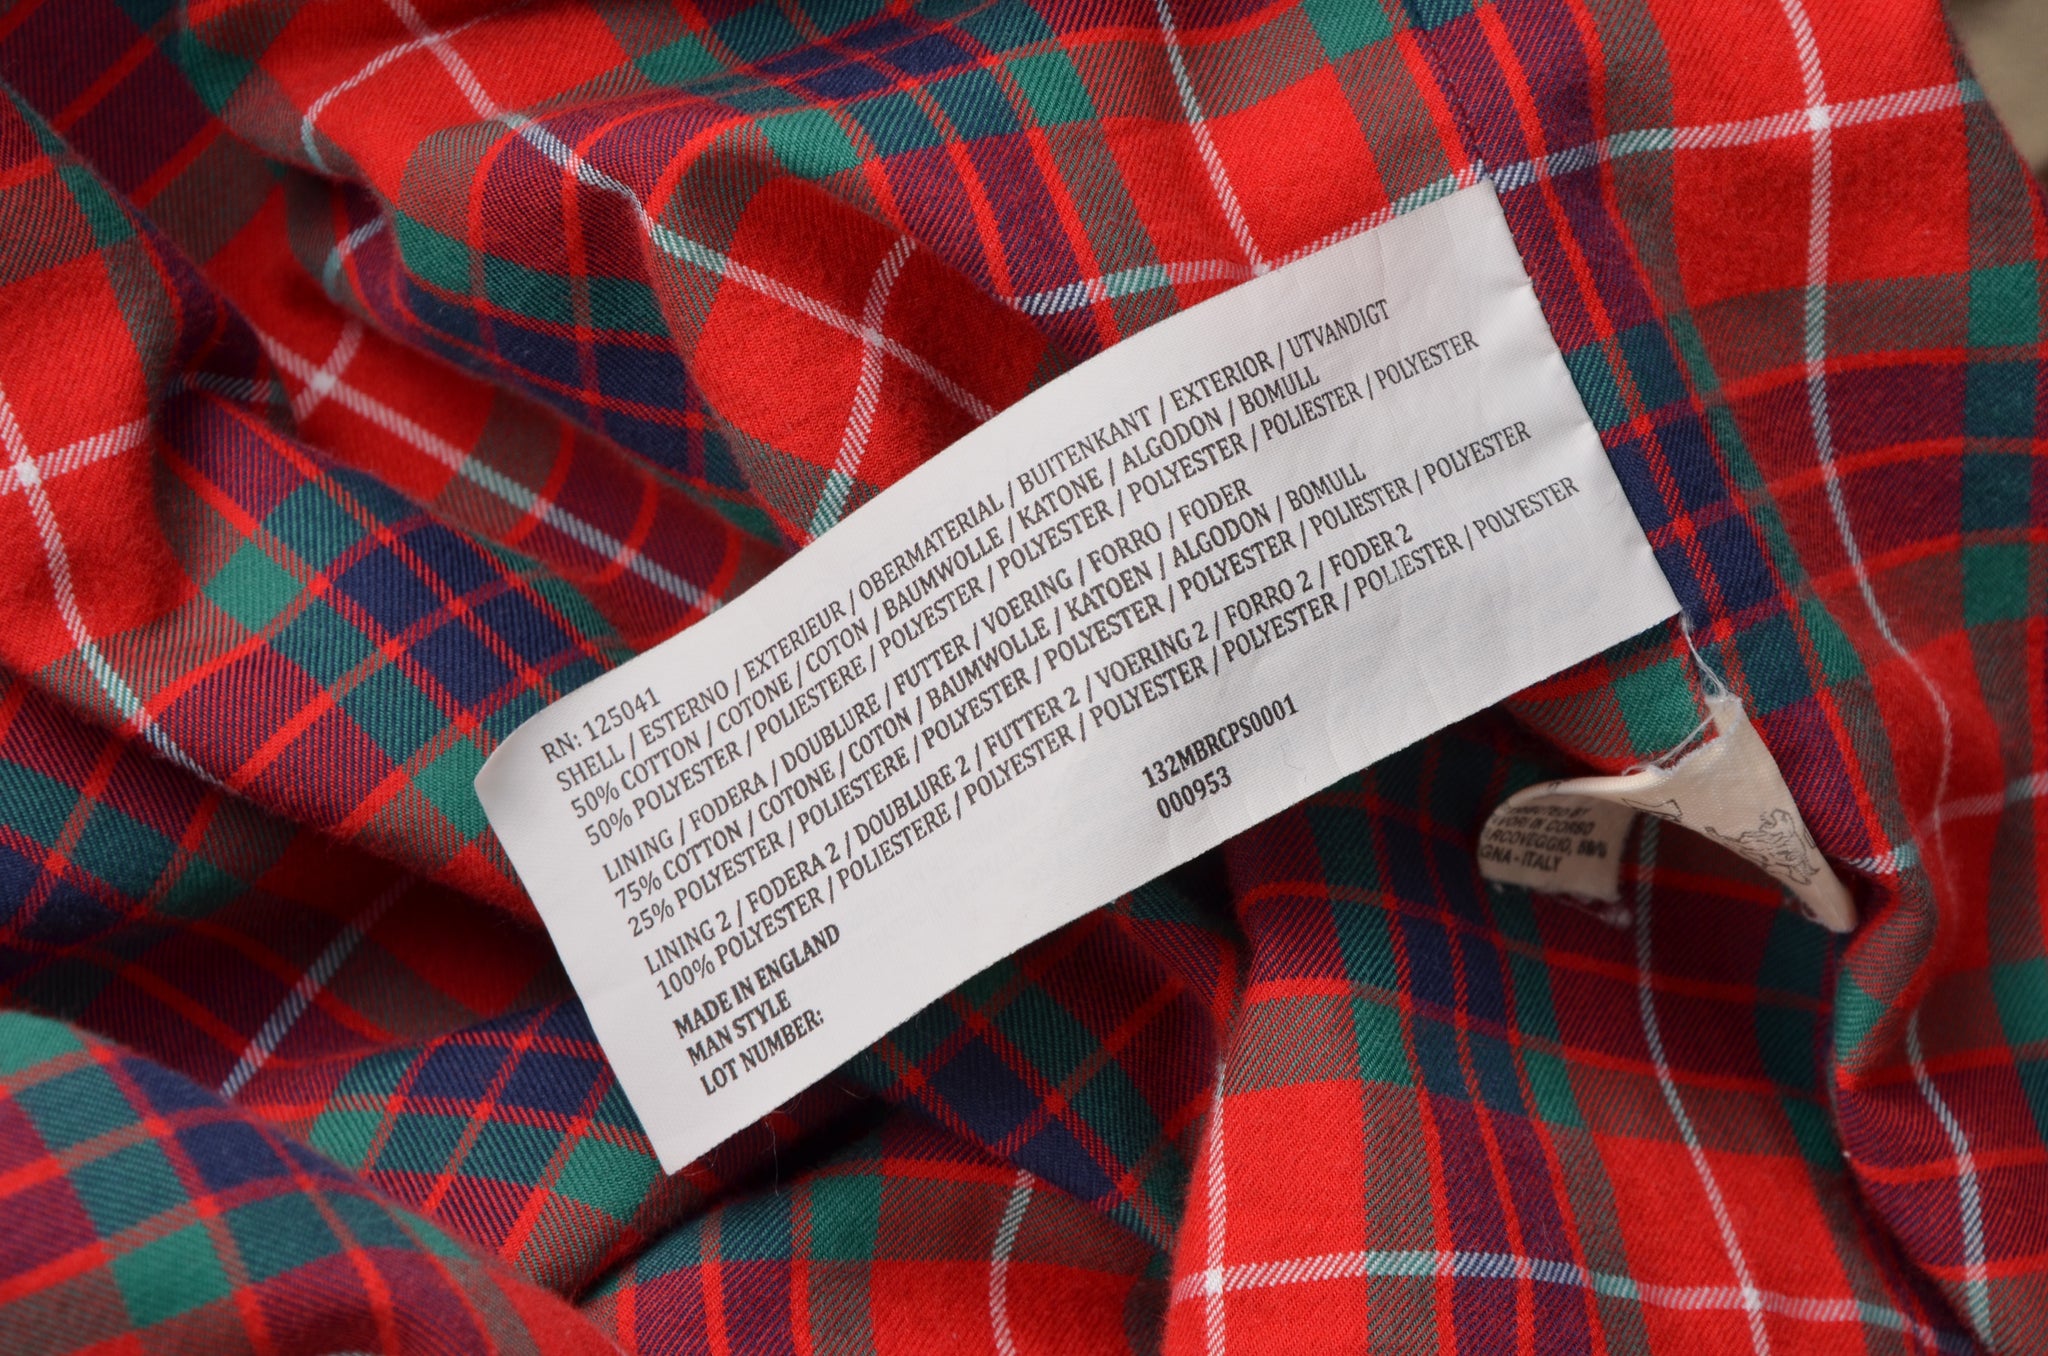 RN: 125041
SHELL / ESTERNO / EXTERIEUR / OBERMATERIAL / BUITENKANT / EXTERIOR / UTVANDIGT
50% COTTON / COTONE / COTON / BAUMWOLLE / KATONE / ALGODON / BOMULL
50% POLYESTER / POLIESTERE / POLYESTER / POLYESTER / POLYESTER / POLIESTER / POLYESTER
LINING / FODERA / DOUBLURE / FUTTER / VOERING / FORRO / FODER
75% COTTON / COTONE / COTON / BAUMWOLLE / KATOEN / ALGODON / BOMULL
25% POLYESTER / POLIESTERE / POLYESTER / POLYESTER / POLYESTER / POLIESTER / POLYESTER
LINING 2 / FODERA 2 / DOUBLURE 2 / FUTTER 2 / VOERING 2 / FORRO 2 / FODER 2
100% POLYESTER / POLIESTERE / POLYESTER / POLYESTER / POLYESTER / POLIESTER / POLYESTER
MADE IN ENGLAND
MAN STYLE
LOT NUMBER:
132MBRCPS0001
000953
BY
IN CORSO
- ITALY